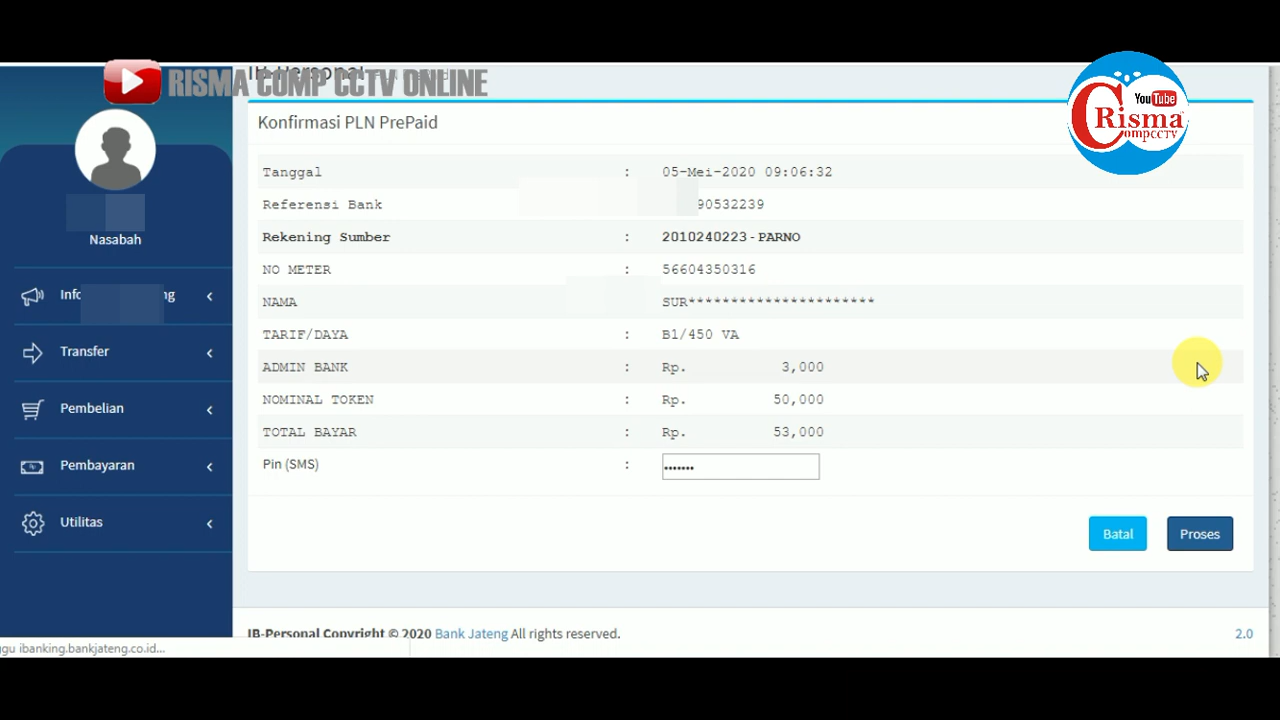 RISMA COMP CCTV ONLINE
YouTube
CRisma
CompCCTV
Konfirmasi PLN PrePaid
Tanggal : 05-Mei-2020 09:06:32
Referensi Bank 90532239
Rekening Sumber : 2010240223-PARNO
NO METER : 56604350316
NAMA SUR**********************
TARIF/DAYA : B1/450 VA
ADMIN BANK : Rp. 3,000
NOMINAL TOKEN : Rp. 50,000
TOTAL BAYAR : Rp. 53,000
Pin (SMS) : •••••••
Batal
Proses
Nasabah
Transfer
Pembelian
Pembayaran
Utilitas
IB-Personal Copyright © 2020 Bank Jateng All rights reserved.
2.0
ibanking.bankjateng.co.id...